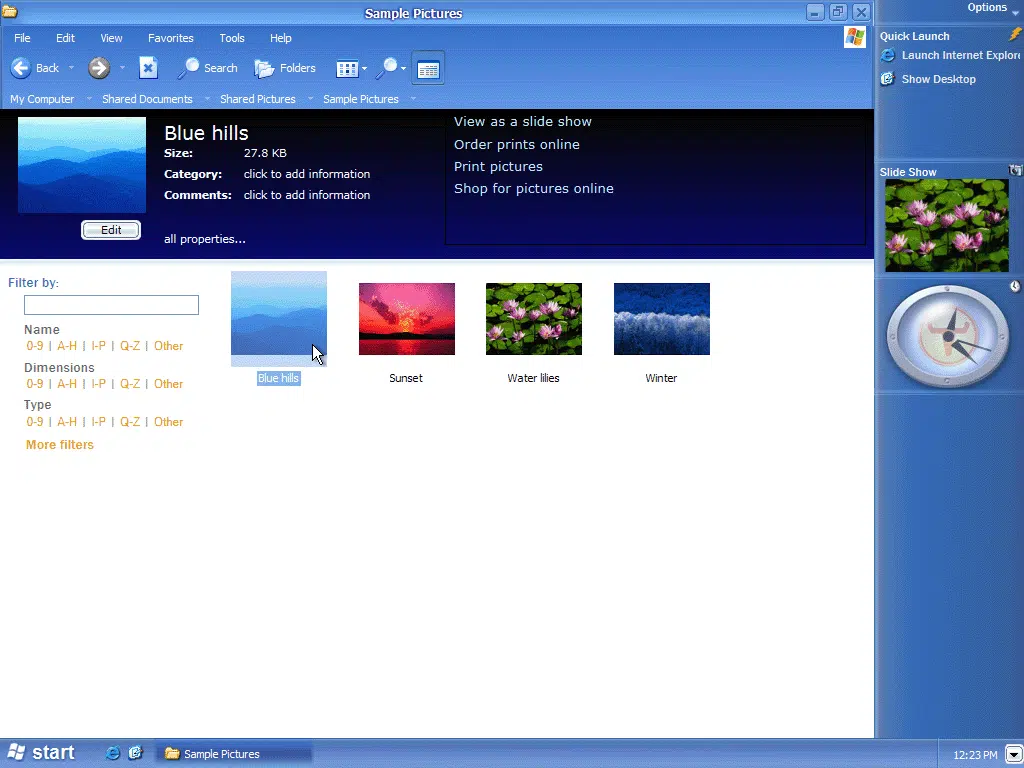 Sample Pictures
Options
File Edit View Favorites Tools Help
Quick Launch
Back Search Folders
Launch Internet Explore
Show Desktop
My Computer Shared Documents Shared Pictures Sample Pictures
Blue hills
Size: 27.8 KB
Category: click to add information
Comments: click to add information
Edit
all properties...
View as a slide show
Order prints online
Print pictures
Shop for pictures online
Slide Show
Filter by:
Name
0-9 | A-H | I-P | Q-Z | Other
Dimensions
0-9 | A-H | I-P | Q-Z | Other
Type
0-9 | A-H | I-P | Q-Z | Other
More filters
Blue hills Sunset Water lilies Winter
start Sample Pictures 12:23 PM